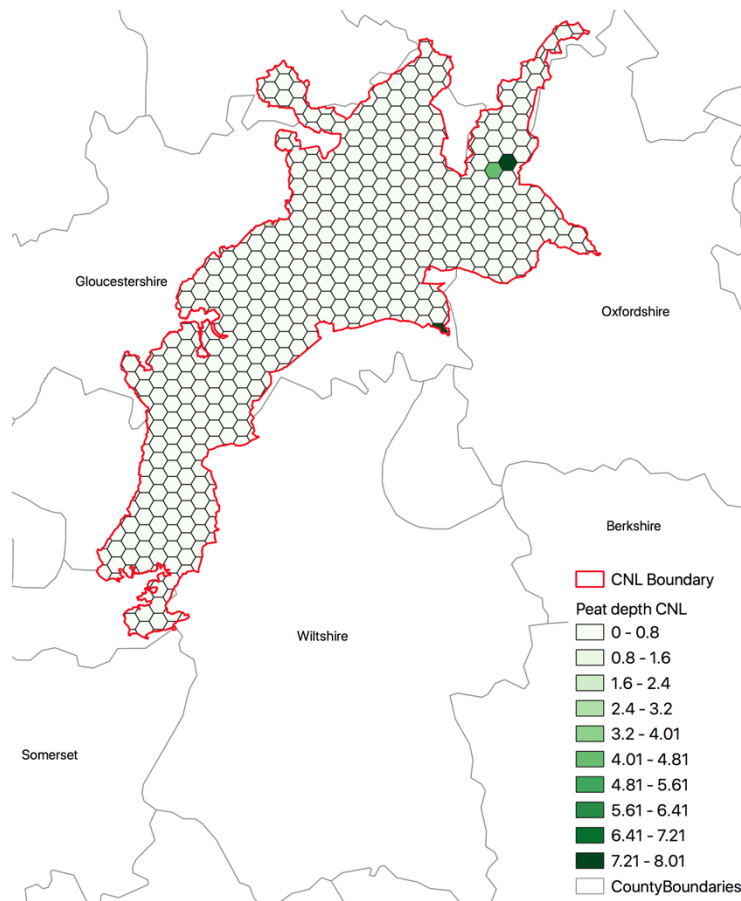 Gloucestershire
Oxfordshire
Berkshire
Wiltshire
Somerset
CNL Boundary
Peat depth CNL
0 - 0.8
0.8 - 1.6
1.6 - 2.4
2.4 - 3.2
3.2 - 4.01
4.01 - 4.81
4.81 - 5.61
5.61 - 6.41
6.41 - 7.21
7.21 - 8.01
CountyBoundaries